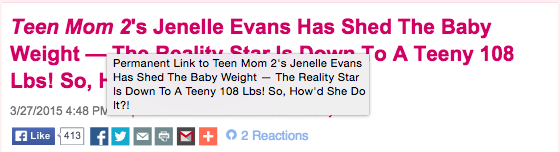 Teen Mom 2's Jenelle Evans Has Shed The Baby
Weight — The Reality Star Is Down To A Teeny 108
Lbs! So, H
Permanent Link to Teen Mom 2's Jenelle Evans
Has Shed The Baby Weight — The Reality Star
Is Down To A Teeny 108 Lbs! So, How'd She Do
It?!
3/27/2015 4:48 PM
Like 413 2 Reactions